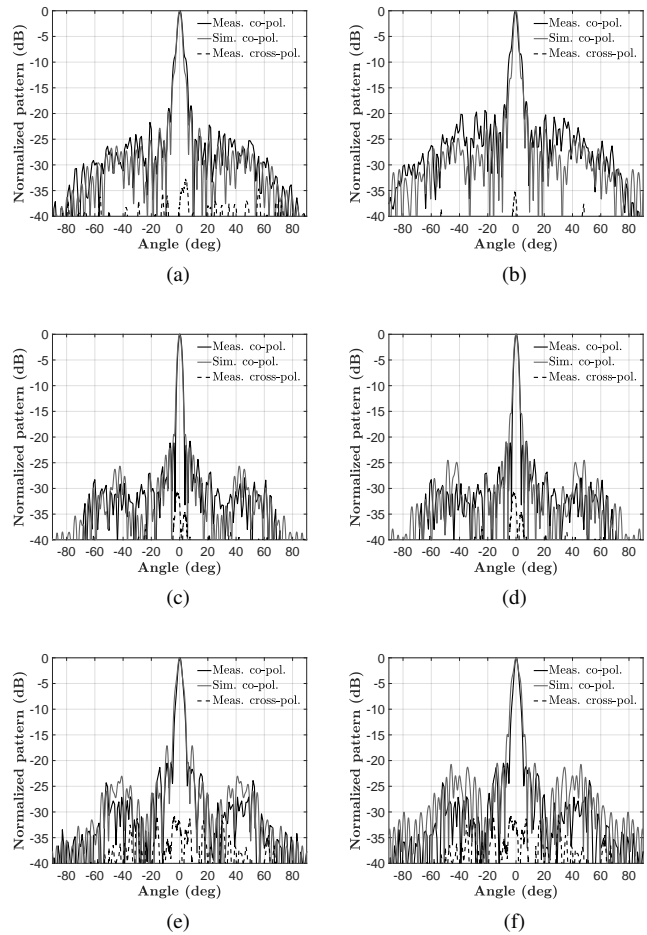 0
-5
-10
-15
-20
-25
-30
-35
-40
-80 -60 -40 -20 0 20 40 60 80
Normalized pattern (dB)
Angle (deg)
Meas. co-pol.
Sim. co-pol.
Meas. cross-pol.
(a)
0
-5
-10
-15
-20
-25
-30
-35
-40
-80 -60 -40 -20 0 20 40 60 80
Normalized pattern (dB)
Angle (deg)
Meas. co-pol.
Sim. co-pol.
Meas. cross-pol.
(b)
0
-5
-10
-15
-20
-25
-30
-35
-40
-80 -60 -40 -20 0 20 40 60 80
Normalized pattern (dB)
Angle (deg)
Meas. co-pol.
Sim. co-pol.
Meas. cross-pol.
(c)
0
-5
-10
-15
-20
-25
-30
-35
-40
-80 -60 -40 -20 0 20 40 60 80
Normalized pattern (dB)
Angle (deg)
Meas. co-pol.
Sim. co-pol.
Meas. cross-pol.
(d)
0
-5
-10
-15
-20
-25
-30
-35
-40
-80 -60 -40 -20 0 20 40 60 80
Normalized pattern (dB)
Angle (deg)
Meas. co-pol.
Sim. co-pol.
Meas. cross-pol.
(e)
0
-5
-10
-15
-20
-25
-30
-35
-40
-80 -60 -40 -20 0 20 40 60 80
Normalized pattern (dB)
Angle (deg)
Meas. co-pol.
Sim. co-pol.
Meas. cross-pol.
(f)